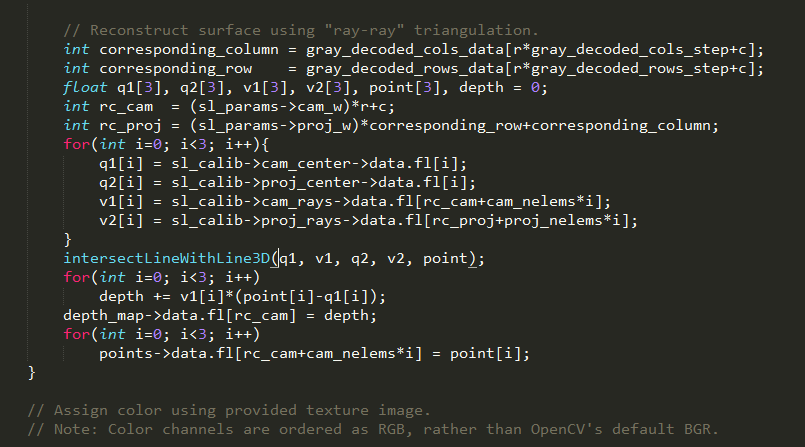 // Reconstruct surface using "ray-ray" triangulation.
int corresponding_column = gray_decoded_cols_data[r*gray_decoded_cols_step+c];
int corresponding_row    = gray_decoded_rows_data[r*gray_decoded_rows_step+c];
float q1[3], q2[3], v1[3], v2[3], point[3], depth = 0;
int rc_cam  = (sl_params->cam_w)*r+c;
int rc_proj = (sl_params->proj_w)*corresponding_row+corresponding_column;
for(int i=0; i<3; i++){
q1[i] = sl_calib->cam_center->data.fl[i];
q2[i] = sl_calib->proj_center->data.fl[i];
v1[i] = sl_calib->cam_rays->data.fl[rc_cam+cam_nelems*i];
v2[i] = sl_calib->proj_rays->data.fl[rc_proj+proj_nelems*i];
}
intersectLineWithLine3D(q1, v1, q2, v2, point);
for(int i=0; i<3; i++)
depth += v1[i]*(point[i]-q1[i]);
depth_map->data.fl[rc_cam] = depth;
for(int i=0; i<3; i++)
points->data.fl[rc_cam+cam_nelems*i] = point[i];
}
// Assign color using provided texture image.
// Note: Color channels are ordered as RGB, rather than OpenCV's default BGR.